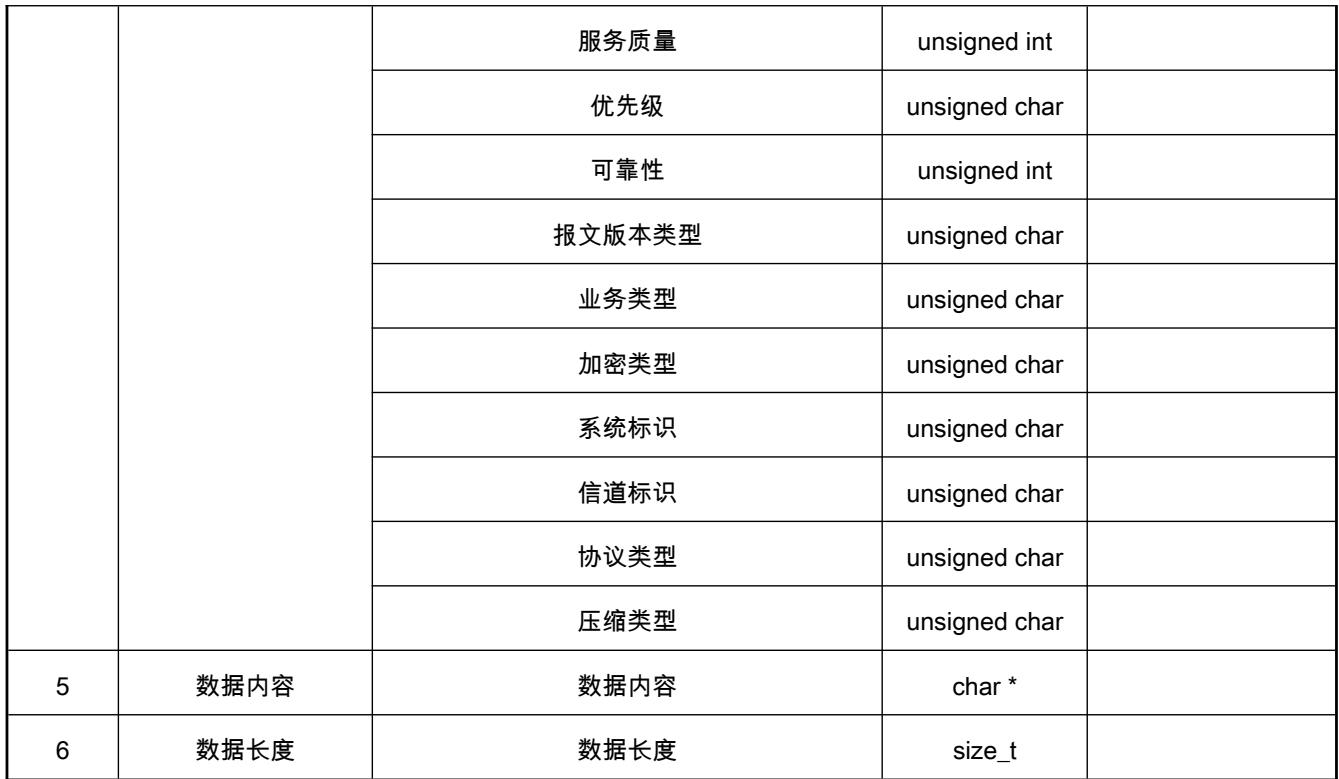 服务质量 unsigned int
优先级 unsigned char
可靠性 unsigned int
报文版本类型 unsigned char
业务类型 unsigned char
加密类型 unsigned char
系统标识 unsigned char
信道标识 unsigned char
协议类型 unsigned char
压缩类型 unsigned char
5 数据内容 数据内容 char *
6 数据长度 数据长度 size_t